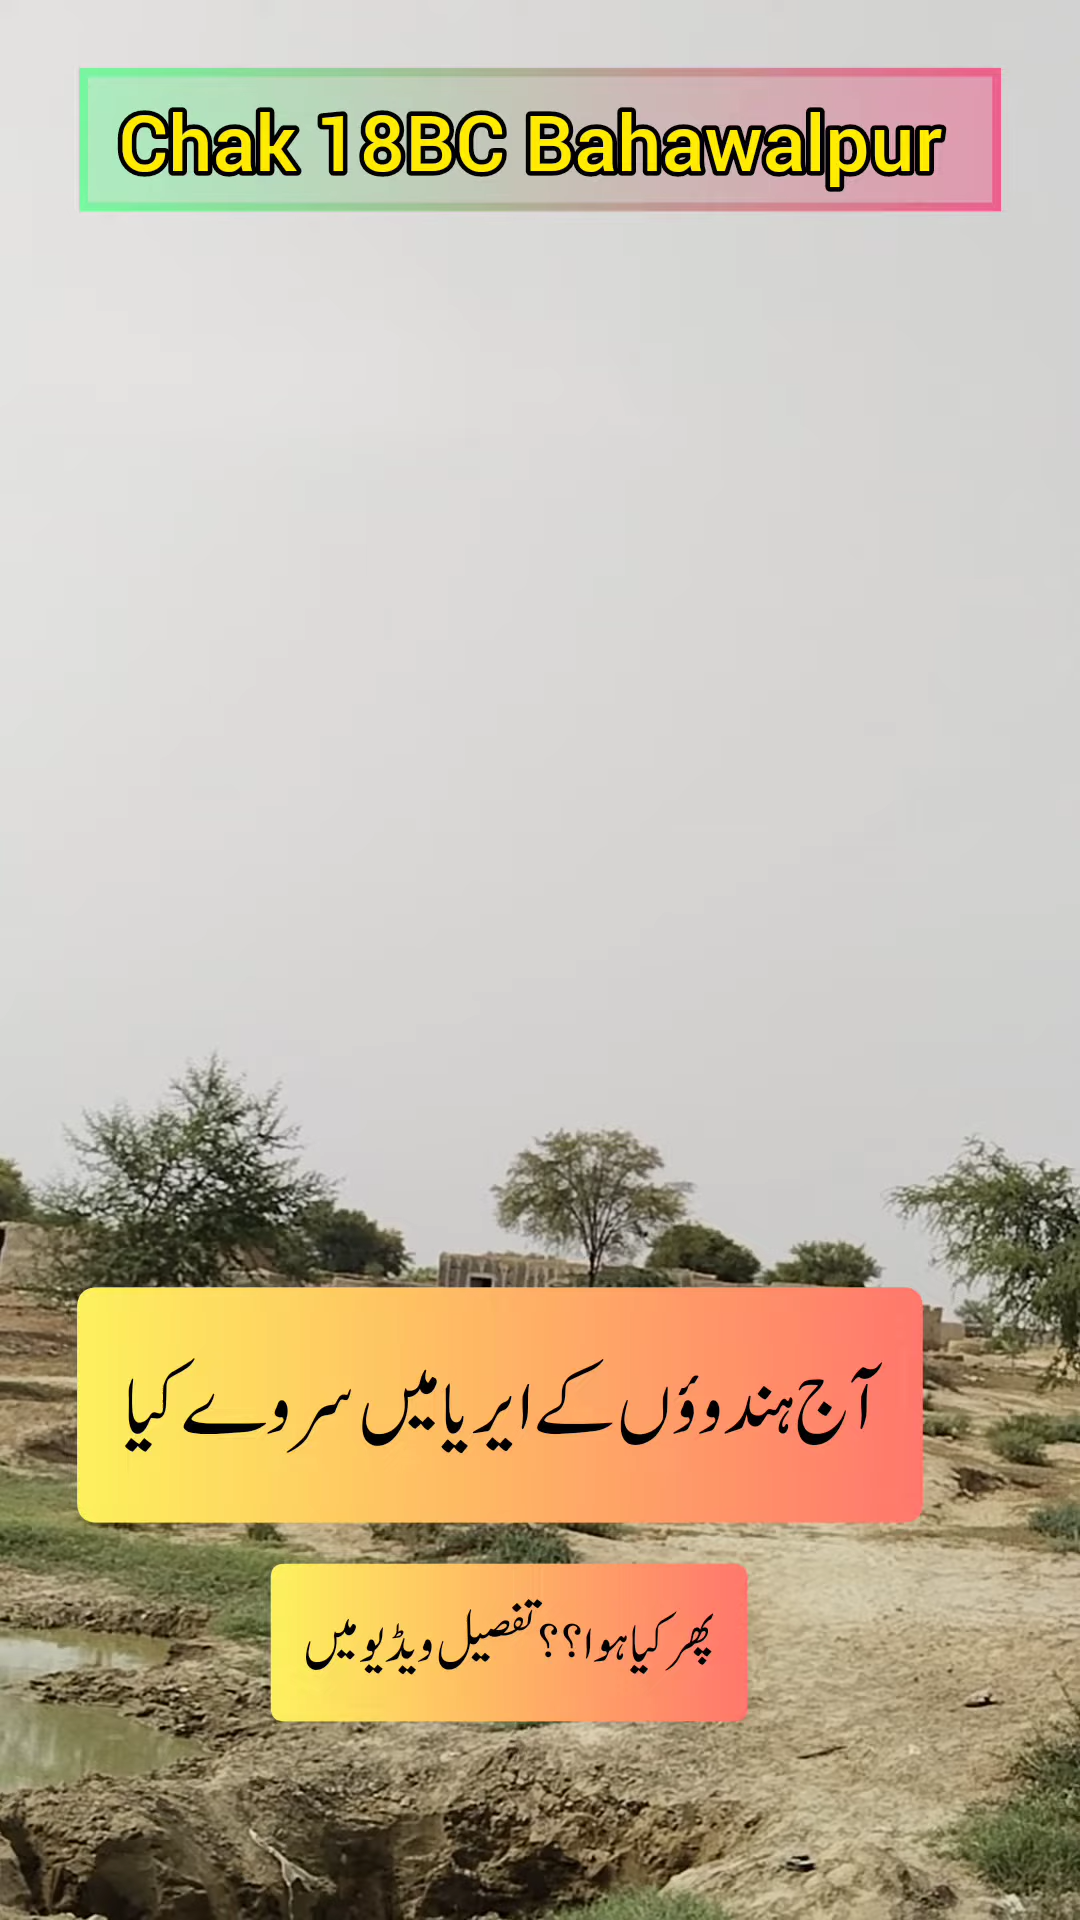 Chak 18BC Bahawalpur
آج ہندوؤں کے ایریا میں سروے کیا
پھر کیا ہوا؟؟ تفصیل ویڈیو میں